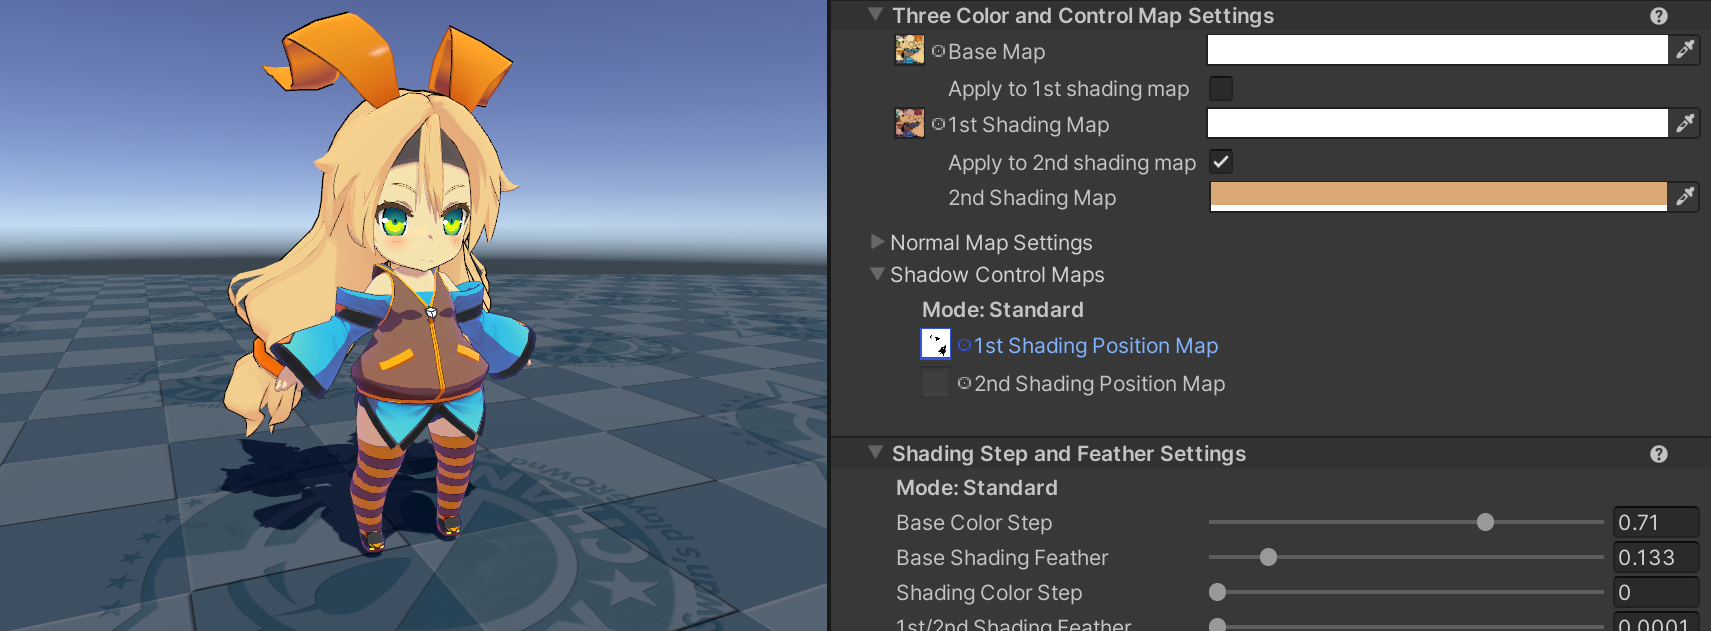 Three Color and Control Map Settings
Base Map
Apply to 1st shading map
1st Shading Map
Apply to 2nd shading map
2nd Shading Map
Normal Map Settings
Shadow Control Maps
Mode: Standard
1st Shading Position Map
2nd Shading Position Map
Shading Step and Feather Settings
Mode: Standard
Base Color Step 0.71
Base Shading Feather 0.133
Shading Color Step 0
1st/2nd Shading Feather 0.0001